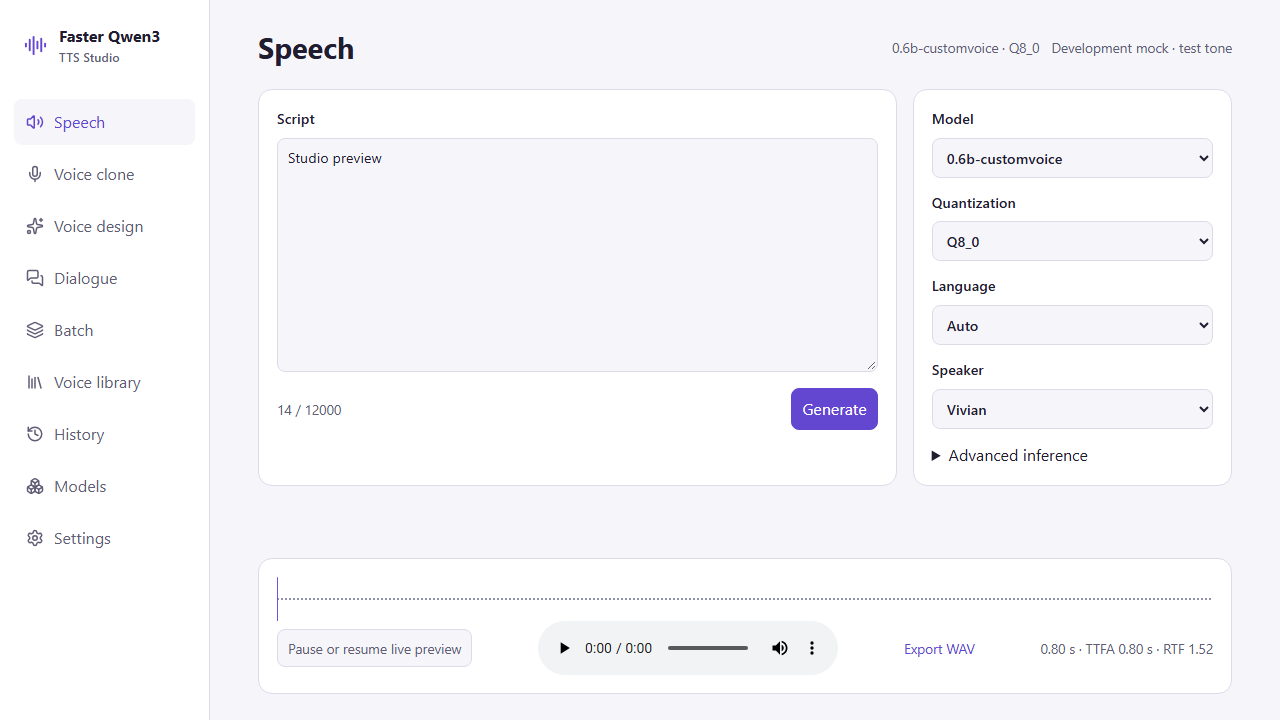 Faster Qwen3
TTS Studio
Speech
Voice clone
Voice design
Dialogue
Batch
Voice library
History
Models
Settings
Speech
0.6b-customvoice · Q8_0 Development mock · test tone
Script
Studio preview
14 / 12000
Generate
Model
0.6b-customvoice
Quantization
Q8_0
Language
Auto
Speaker
Vivian
Advanced inference
Pause or resume live preview
0:00 / 0:00
Export WAV
0.80 s · TTFA 0.80 s · RTF 1.52